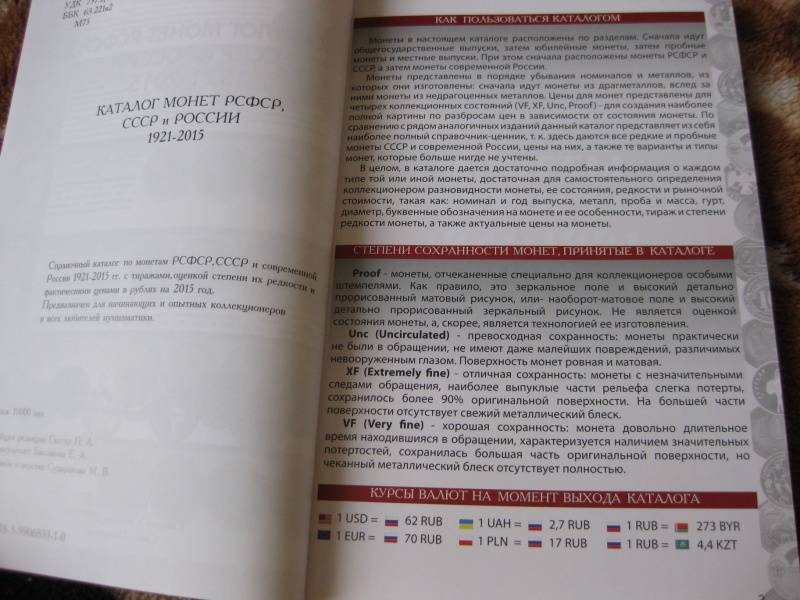 УДК 737.
ББК 63.221я2
М75
КАТАЛОГ МОНЕТ РСФСР,
СССР и РОССИИ
1921-2015
Справочный каталог по монетам РСФСР,СССР и современной
России 1921-2015 гг. с тиражами,оценкой степени их редкости и
фактическими ценами в рублях на 2015 год.
Предназначен для начинающих и опытных коллекционеров
и всех любителей нумизматики.
10000 экз.
П. А.
Е. А.
М. В.
КАК ПОЛЬЗОВАТЬСЯ КАТАЛОГОМ
Монеты в настоящем каталоге расположены по разделам. Сначала идут
общегосударственные выпуски, затем юбилейные монеты, затем пробные
монеты и местные выпуски. При этом сначала расположены монеты РСФСР и
СССР, а затем монеты современной России.
Монеты представлены в порядке убывания номиналов и металлов, из
которых они изготовлены: сначала идут монеты из драгметаллов, вслед за
ними монеты из недрагоценных металлов. Цены для монет представлены для
четырех коллекционных состояний (VF, XF, Unc, Proof) - для создания наиболее
полной картины по разбросам цен в зависимости от состояния монеты. По
сравнению с рядом аналогичных изданий данный каталог представляет из себя
наиболее полный справочник-ценник, т. к. здесь даются все редкие и пробные
монеты СССР и современной России, цены на них, а также те варианты и типы
монет, которые больше нигде не учтены.
В целом, в каталоге дается достаточно подробная информация о каждом
типе той или иной монеты, достаточная для самостоятельного определения
коллекционером разновидности монеты, ее состояния, редкости и рыночной
стоимости, такая как: номинал и год выпуска, металл, проба и масса, гурт,
диаметр, буквенные обозначения на монете и ее особенности, тираж и степени
редкости монеты, а также актуальные цены на монеты.
СТЕПЕНИ СОХРАННОСТИ МОНЕТ, ПРИНЯТЫЕ В КАТАЛОГЕ
Proof - монеты, отчеканенные специально для коллекционеров особыми
штемпелями. Как правило, это зеркальное поле и высокий детально
прорисованный матовый рисунок, или- наоборот-матовое поле и высокий
детально прорисованный зеркальный рисунок. Не является оценкой
состояния монеты, а, скорее, является технологией ее изготовления.
Unc (Uncirculated) - превосходная сохранность: монеты практически
не были в обращении, не имеют даже малейших повреждений, различимых
невооруженным глазом. Поверхность монет ровная и матовая.
XF (Extremely fine) - отличная сохранность: монеты с незначительными
следами обращения, наиболее выпуклые части рельефа слегка потерты,
сохранилось более 90% оригинальной поверхности. На большей части
поверхности отсутствует свежий металлический блеск.
VF (Very fine) - хорошая сохранность: монета довольно длительное
время находившияся в обращении, характеризуется наличием значительных
потертостей, сохранилась большая часть оригинальной поверхности, но
чеканный металлический блеск отсутствует полностью.
КУРСЫ ВАЛЮТ НА МОМЕНТ ВЫХОДА КАТАЛОГА
1 USD = 62 RUB 1 UAH = 2,7 RUB 1 RUB = 273 BYR
1 EUR = 70 RUB 1 PLN = 17 RUB 1 RUB = 4,4 KZT